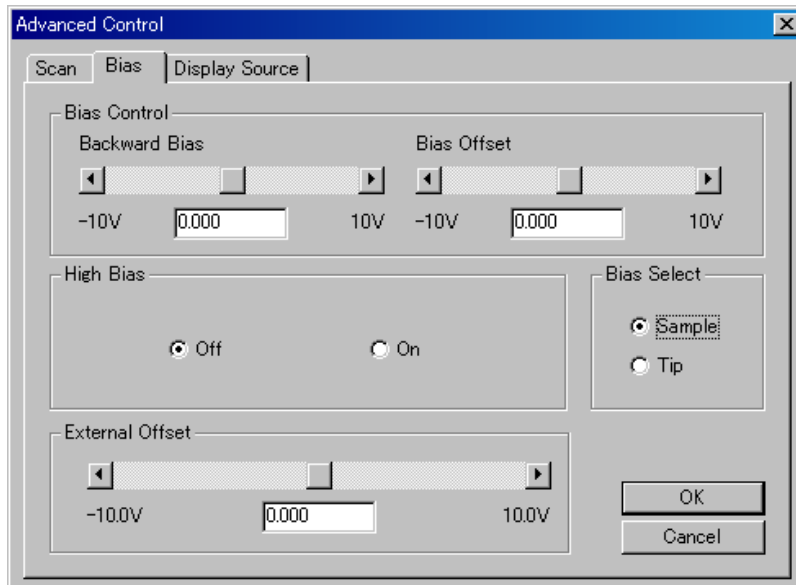 Advanced Control
Scan Bias Display Source
Bias Control
Backward Bias Bias Offset
-10V 0.000 10V -10V 0.000 10V
High Bias Bias Select
Off On Sample
Tip
External Offset
-10.0V 0.000 10.0V
OK
Cancel